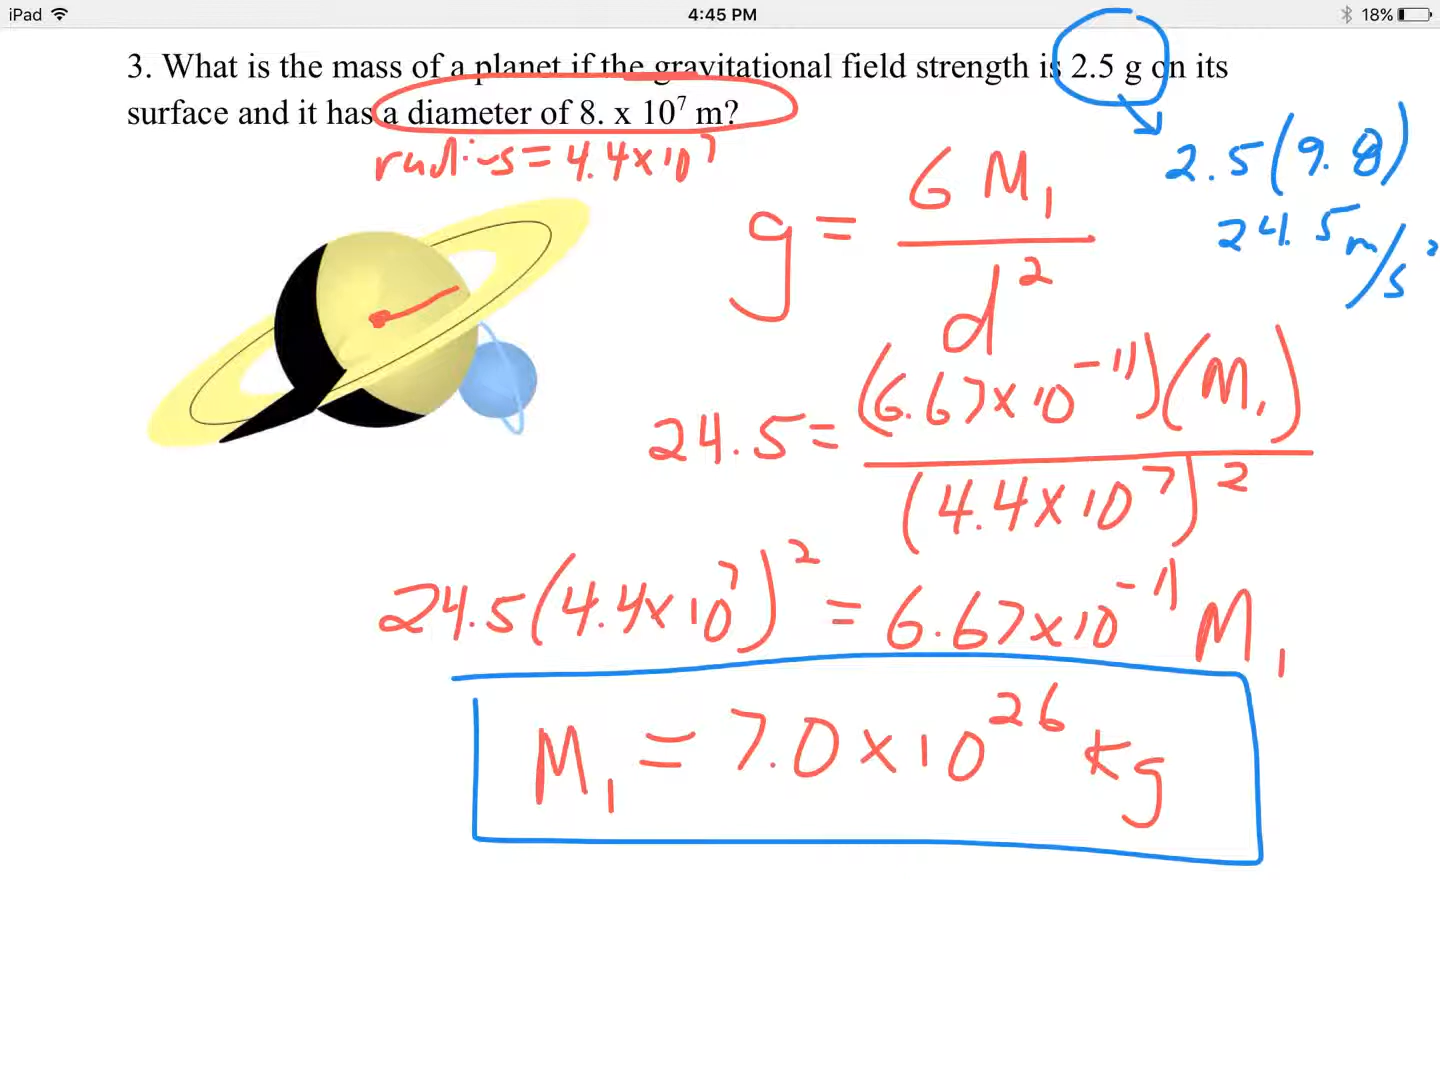 iPad
4:45 PM
18%
3. What is the mass of a planet if the gravitational field strength is 2.5 g on its
surface and it has a diameter of 8. x 10⁷ m?
radius = 4.4 x 10⁷
2.5 (9.8)
24.5 m/s²
g = G M₁ / d²
24.5 = (6.67 x 10⁻¹¹)(M₁) / (4.4 x 10⁷)²
24.5 (4.4 x 10⁷)² = 6.67 x 10⁻¹¹ M₁
M₁ = 7.0 x 10²⁶ kg